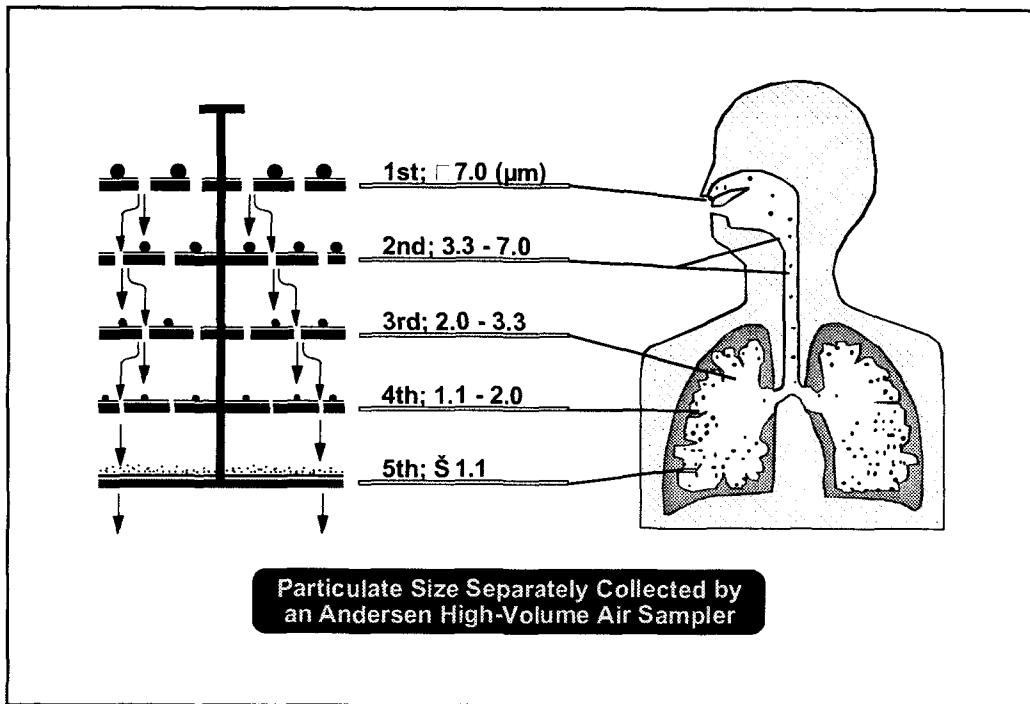 1st; □ 7.0 (µm)
2nd; 3.3 - 7.0
3rd; 2.0 - 3.3
4th; 1.1 - 2.0
5th; Š 1.1
Particulate Size Separately Collected by
an Andersen High-Volume Air Sampler